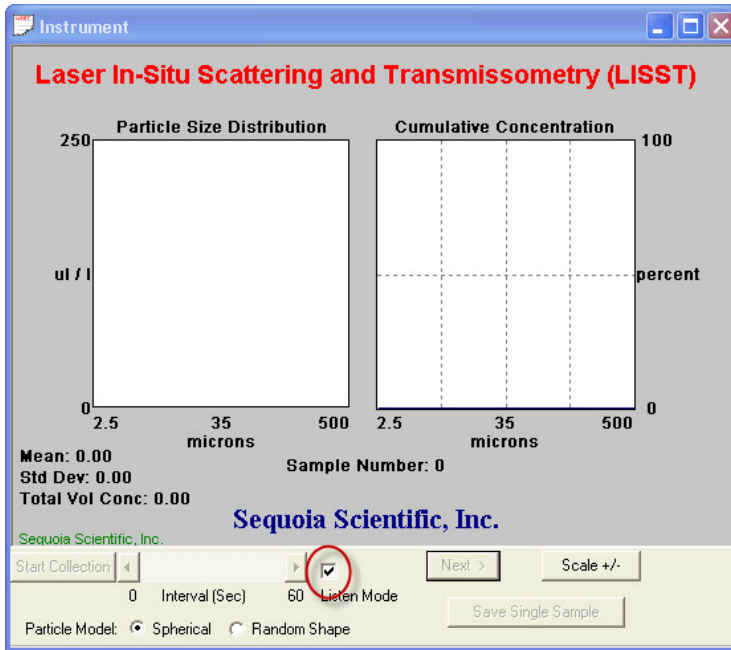 Instrument
Laser In-Situ Scattering and Transmissometry (LISST)
Particle Size Distribution
Cumulative Concentration
250
100
ul / l
percent
0
0
2.5 35 500
2.5 35 500
microns
microns
Mean: 0.00
Std Dev: 0.00
Total Vol Conc: 0.00
Sample Number: 0
Sequoia Scientific, Inc.
Sequoia Scientific, Inc.
Start Collection
Next >
Scale +/-
0 Interval (Sec) 60 Listen Mode
Save Single Sample
Particle Model: Spherical Random Shape